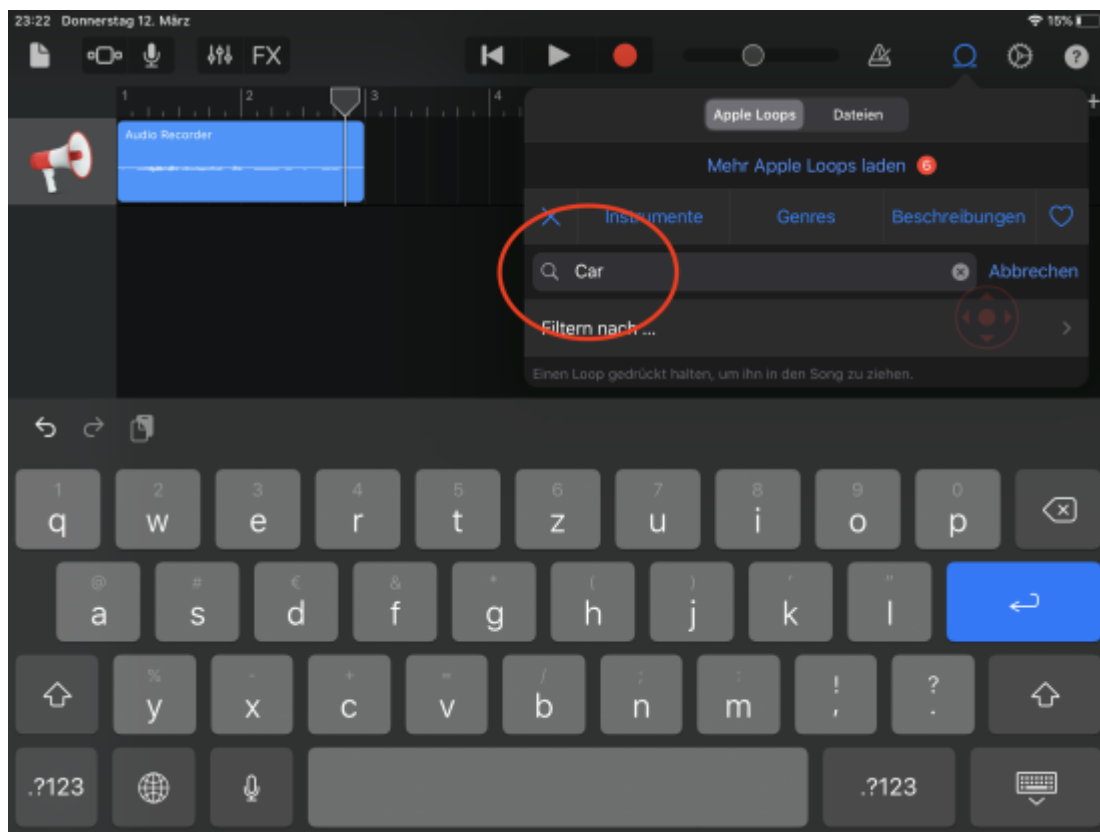 23:22 Donnerstag 12. März 15%
FX
1 2 3 4
Audio Recorder
Apple Loops Dateien
Mehr Apple Loops laden 6
Instrumente Genres Beschreibungen
Car Abbrechen
Filtern nach ...
Einen Loop gedrückt halten, um ihn in den Song zu ziehen.
1 2 3 4 5 6 7 8 9 0
q w e r t z u i o p
@ # € & * ( ) ' "
a s d f g h j k l
% - + = / ; : ! ?
y x c v b n m , .
.?123 .?123